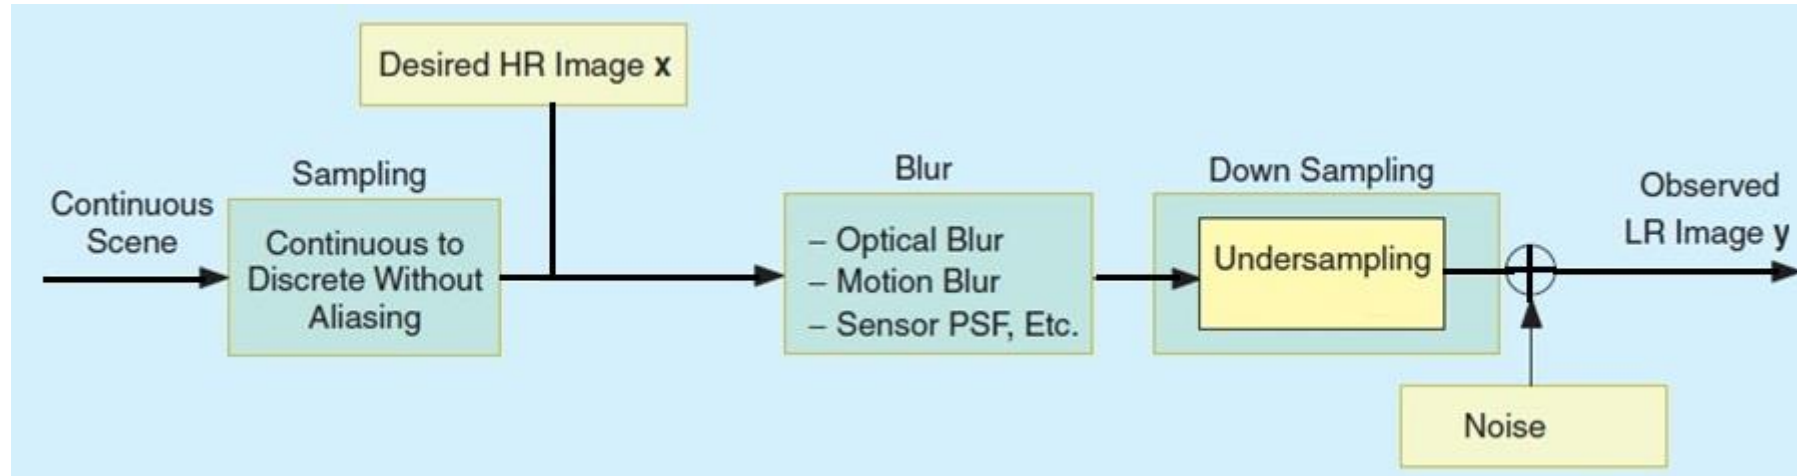 Desired HR Image x
Sampling
Blur
Down Sampling
Continuous
Scene
Continuous to
Discrete Without
Aliasing
– Optical Blur
– Motion Blur
– Sensor PSF, Etc.
Undersampling
Observed
LR Image y
Noise